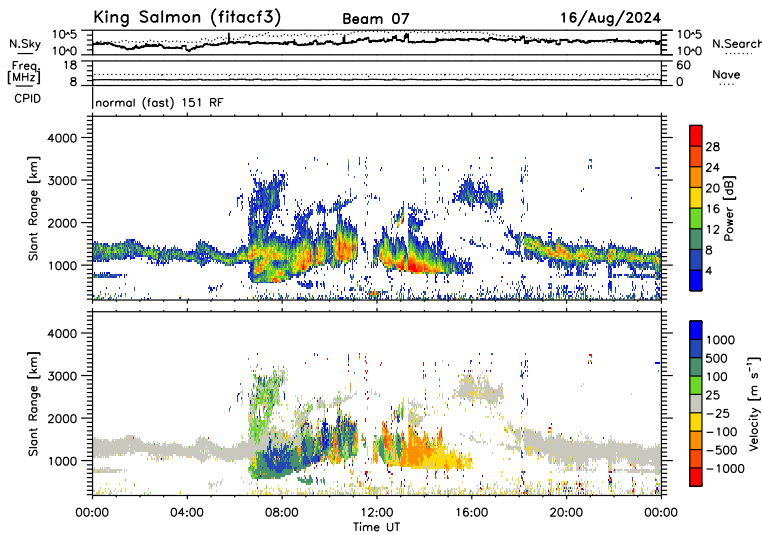 King Salmon (fitacf3) Beam 07 16/Aug/2024
N.Sky 10^5 10^0 10^5 10^0 N.Search
Freq. [MHz] 18 8 60 0 Nave
CPID normal (fast) 151 RF
Slant Range [km] 4000 3000 2000 1000
Power [dB] 28 24 20 16 12 8 4
Slant Range [km] 4000 3000 2000 1000
Velocity [m s⁻¹] 1000 500 100 25 −25 −100 −500 −1000
00:00 04:00 08:00 12:00 16:00 20:00 00:00
Time UT